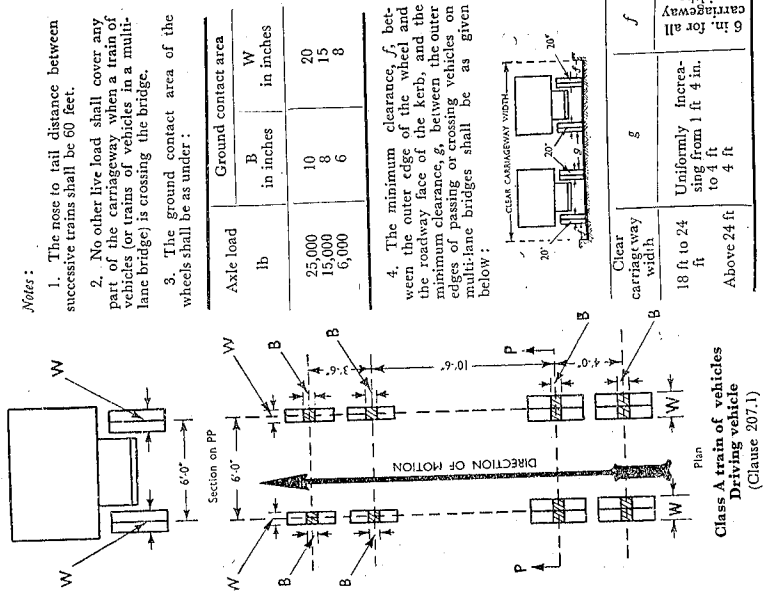 Notes :
1. The nose to tail distance between
successive trains shall be 60 feet.
2. No other live load shall cover any
part of the carriageway when a train of
vehicles (or trains of vehicles in a multi-
lane bridge) is crossing the bridge.
3. The ground contact area of the
wheels shall be as under :
Axle load
Ground contact area
lb
B
in inches
W
in inches
25,000 10 20
15,000 8 15
6,000 6 8
4. The minimum clearance, f, bet-
ween the outer edge of the wheel and
the roadway face of the kerb, and the
minimum clearance, g, between the outer
edges of passing or crossing vehicles on
multi-lane bridges shall be as given
below :
CLEAR CARRIAGEWAY WIDTH
20"
20"
20"
20"
g
Clear
carriageway
width
g
f
18 ft to 24
ft
Uniformly increa-
sing from 1 ft 4 in.
to 4 ft
Above 24 ft
4 ft
6 in. for all
carriageway
W
W
6'-0"
Section on PP
W
6'-0"
W
B
B
3'-6"
B
B
10'-6"
DIRECTION OF MOTION
P
P
B
4'-0"
B
W
W
Plan
Class A train of vehicles
Driving vehicle
(Clause 207.1)